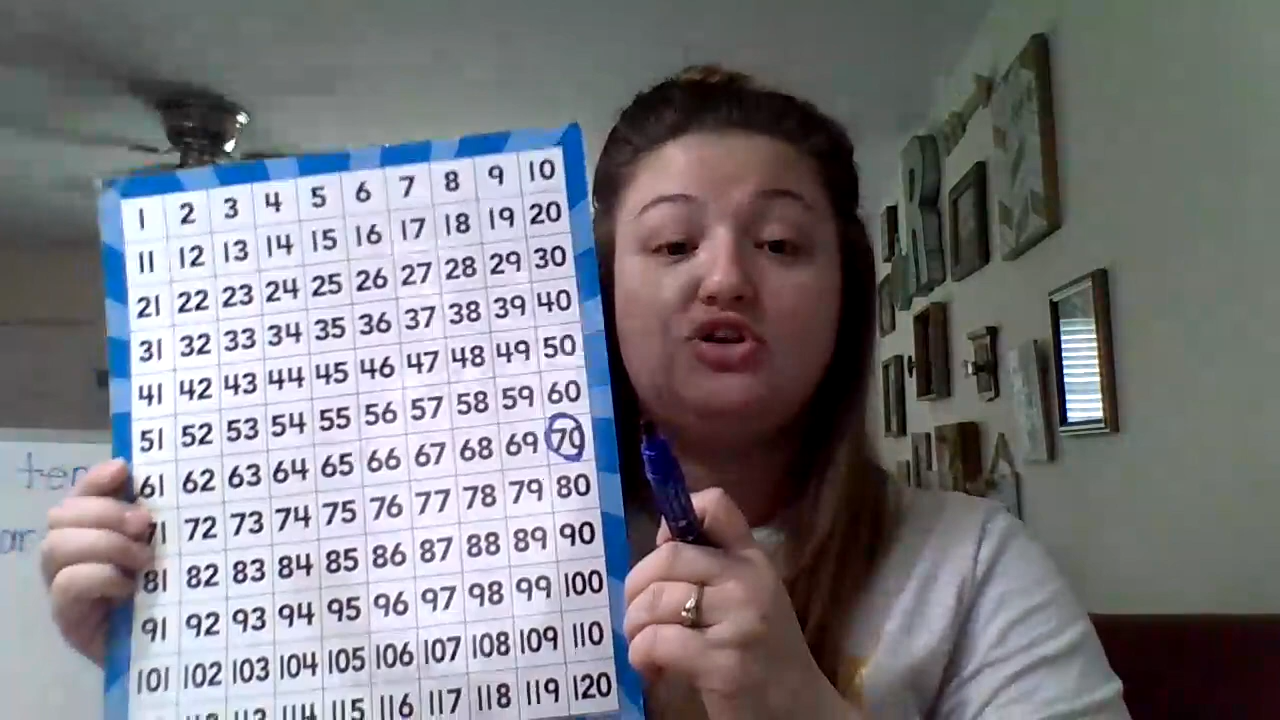 1 2 3 4 5 6 7 8 9 10
11 12 13 14 15 16 17 18 19 20
21 22 23 24 25 26 27 28 29 30
31 32 33 34 35 36 37 38 39 40
41 42 43 44 45 46 47 48 49 50
51 52 53 54 55 56 57 58 59 60
ten
61 62 63 64 65 66 67 68 69 70
71 72 73 74 75 76 77 78 79 80
ar
81 82 83 84 85 86 87 88 89 90
91 92 93 94 95 96 97 98 99 100
101 102 103 104 105 106 107 108 109 110
113 114 115 116 117 118 119 120
R